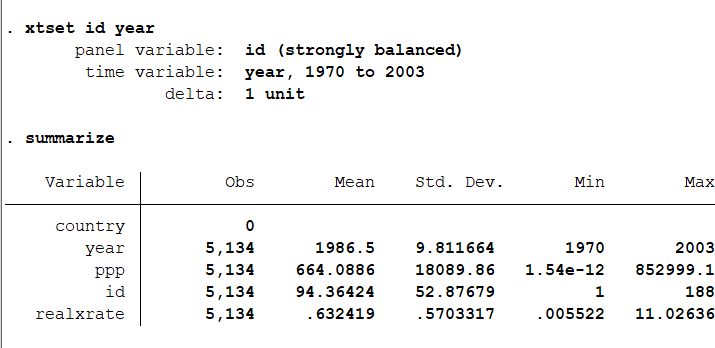 . xtset id year
panel variable: id (strongly balanced)
time variable: year, 1970 to 2003
delta: 1 unit
. summarize
Variable Obs Mean Std. Dev. Min Max
country 0
year 5,134 1986.5 9.811664 1970 2003
ppp 5,134 664.0886 18089.86 1.54e-12 852999.1
id 5,134 94.36424 52.87679 1 188
realxrate 5,134 .632419 .5703317 .005522 11.02636